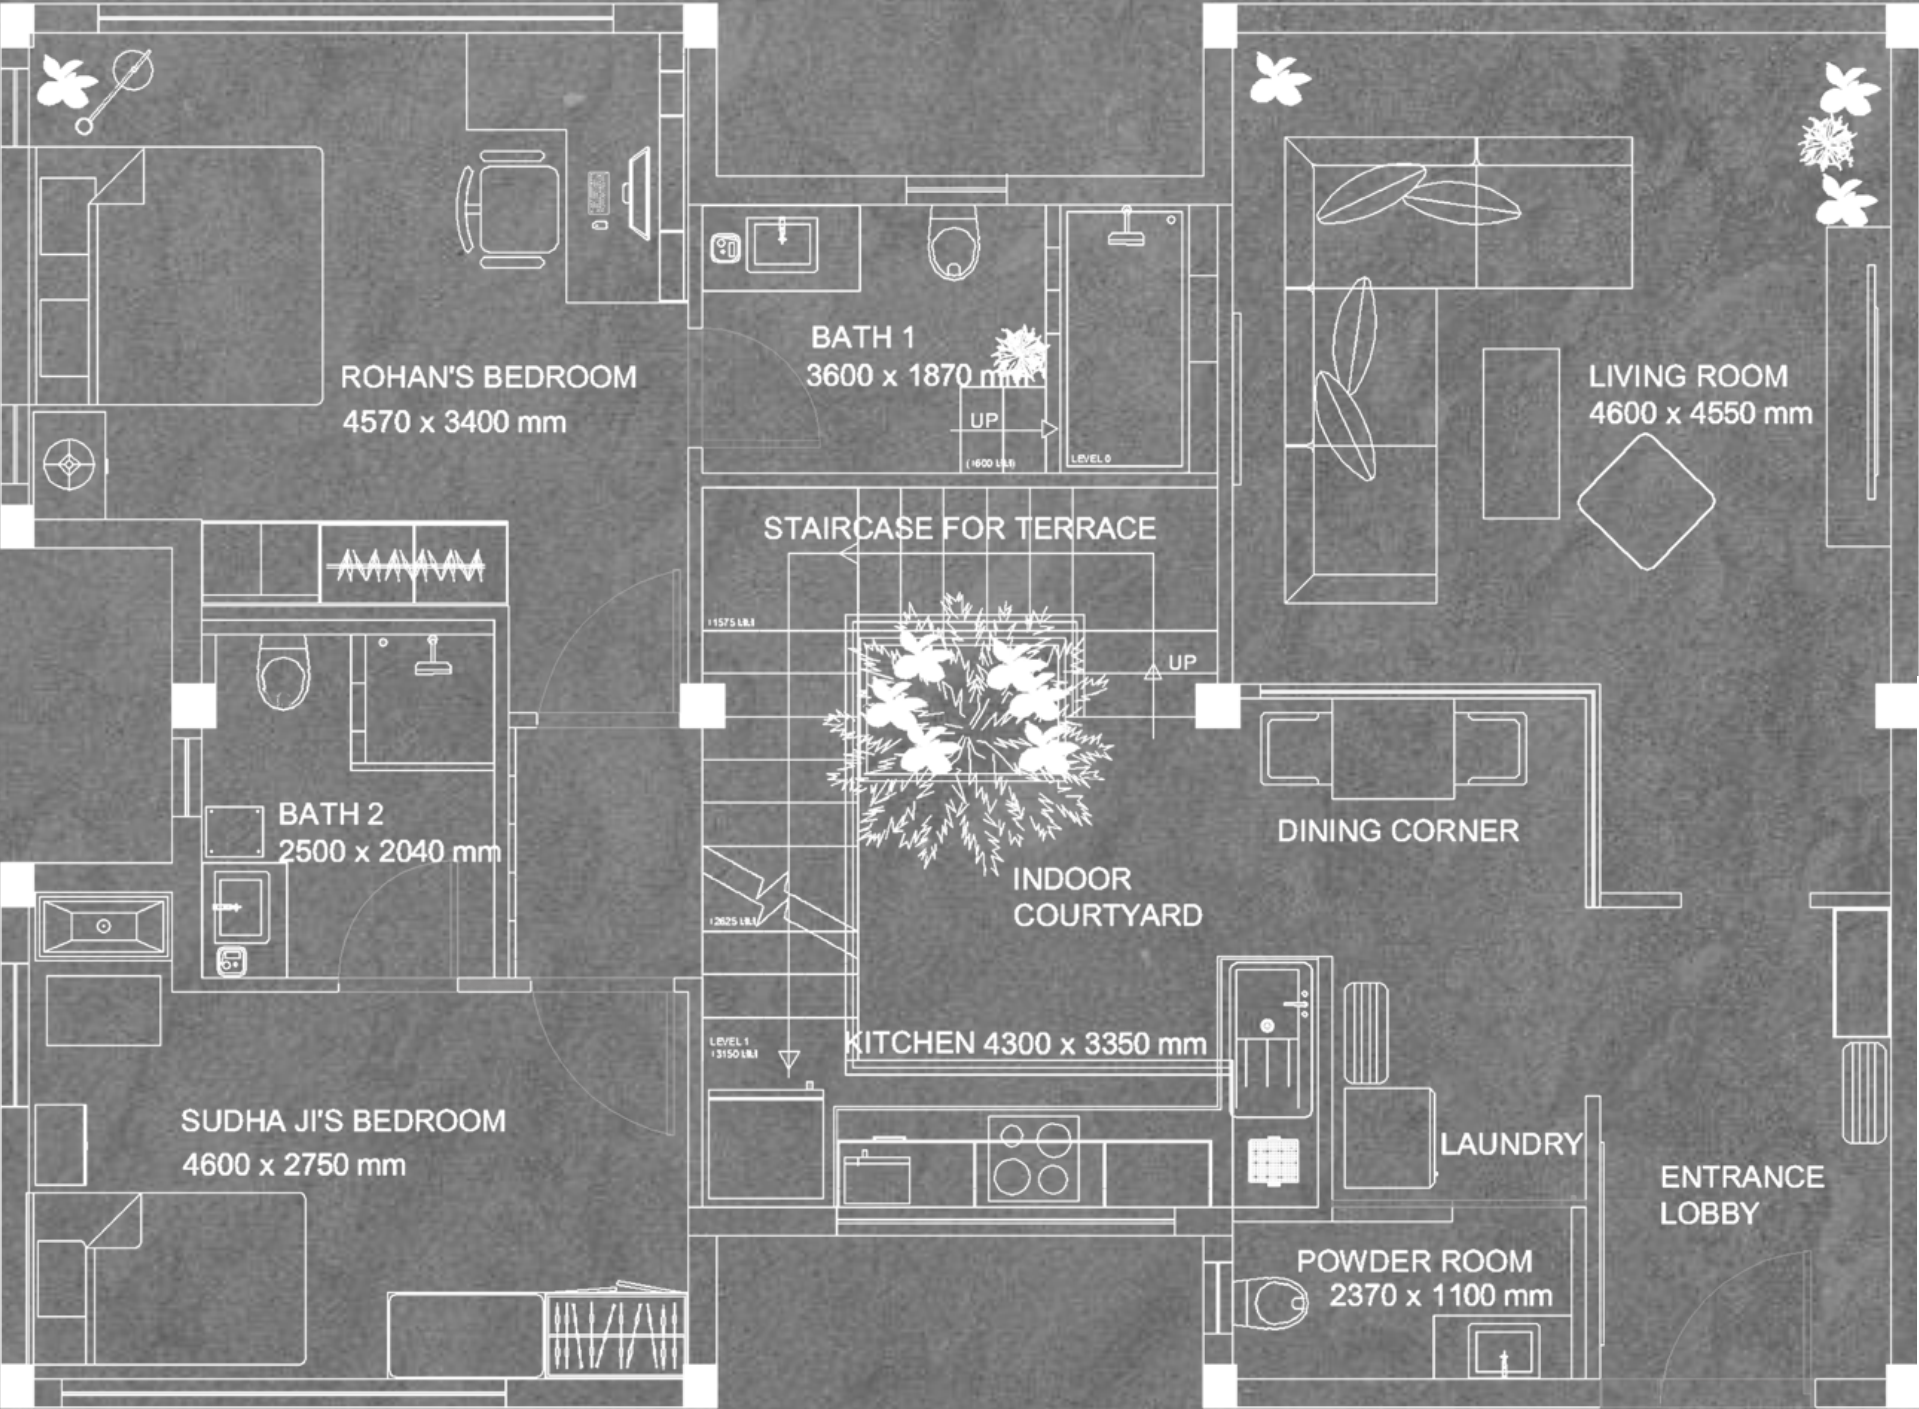 ROHAN'S BEDROOM
4570 x 3400 mm
BATH 1
3600 x 1870 mm
UP
LEVEL 0
LIVING ROOM
4600 x 4550 mm
STAIRCASE FOR TERRACE
UP
BATH 2
2500 x 2040 mm
DINING CORNER
INDOOR
COURTYARD
LEVEL 1
KITCHEN 4300 x 3350 mm
SUDHA JI'S BEDROOM
4600 x 2750 mm
LAUNDRY
ENTRANCE
LOBBY
POWDER ROOM
2370 x 1100 mm